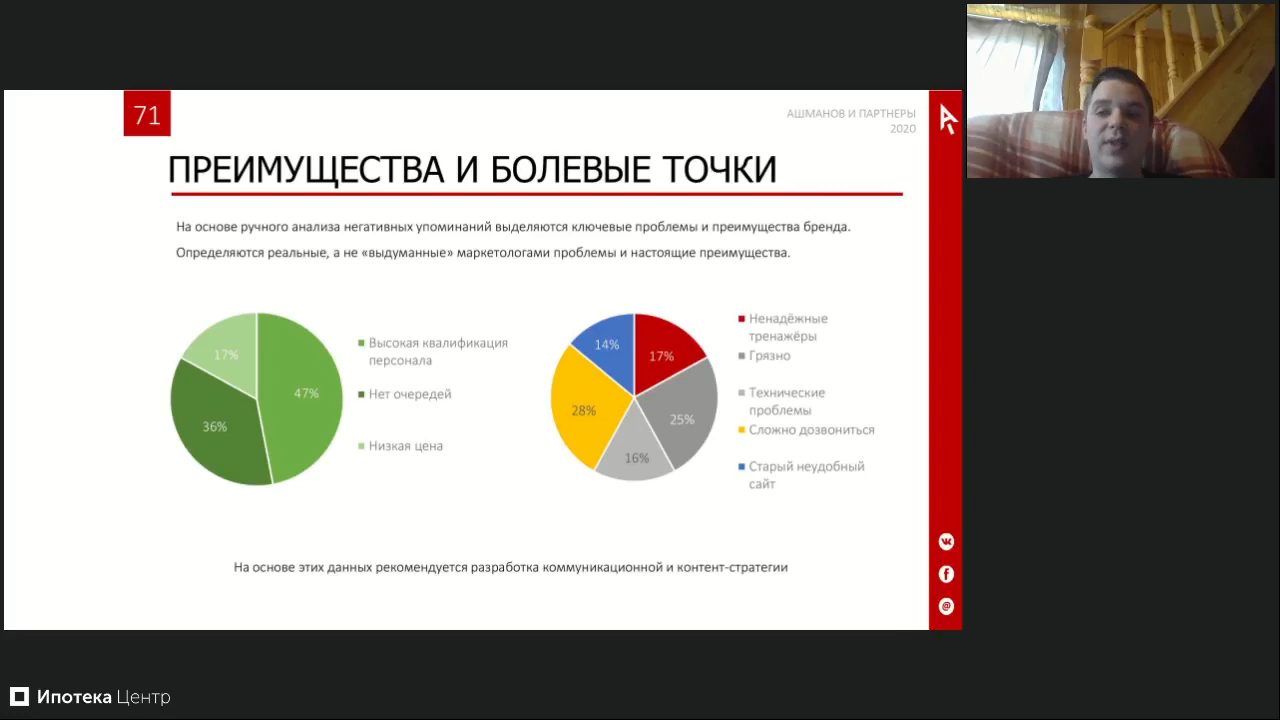 71
АШМАНОВ И ПАРТНЕРЫ
2020
ПРЕИМУЩЕСТВА И БОЛЕВЫЕ ТОЧКИ
На основе ручного анализа негативных упоминаний выделяются ключевые проблемы и преимущества бренда.
Определяются реальные, а не «выдуманные» маркетологами проблемы и настоящие преимущества.
17%
47%
36%
Высокая квалификация
персонала
Нет очередей
Низкая цена
14%
17%
28%
25%
16%
Ненадёжные
тренажёры
Грязно
Технические
проблемы
Сложно дозвониться
Старый неудобный
сайт
На основе этих данных рекомендуется разработка коммуникационной и контент-стратегии
Ипотека Центр